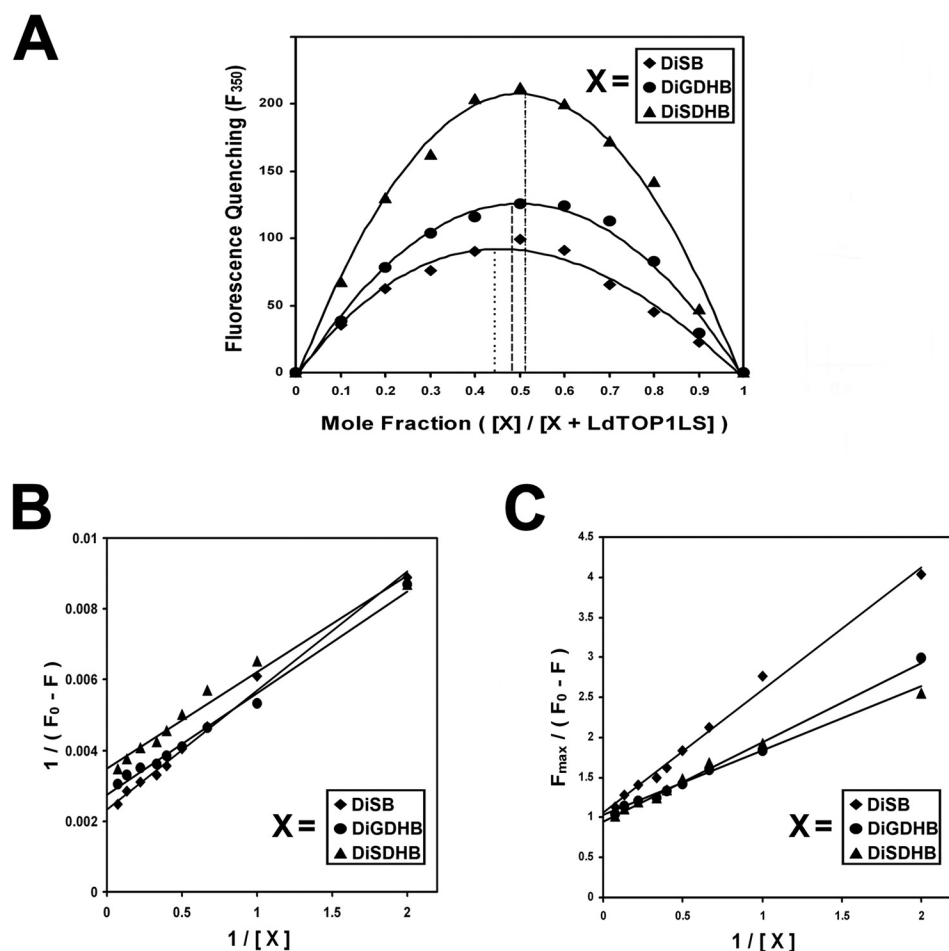 A
Fluorescence Quenching (F350)
200
150
100
50
0
X =
DiSB
DiGDHB
DiSDHB
0 0.1 0.2 0.3 0.4 0.5 0.6 0.7 0.8 0.9 1
Mole Fraction ( [X] / [X + LdTOP1LS] )
B
1 / ( F0 - F )
0.01
0.008
0.006
0.004
0.002
0
X =
DiSB
DiGDHB
DiSDHB
0 0.5 1 1.5 2
1 / [ X ]
C
Fmax / ( F0 - F )
4.5
4
3.5
3
2.5
2
1.5
1
0.5
0
X =
DiSB
DiGDHB
DiSDHB
0 0.5 1 1.5 2
1 / [ X ]